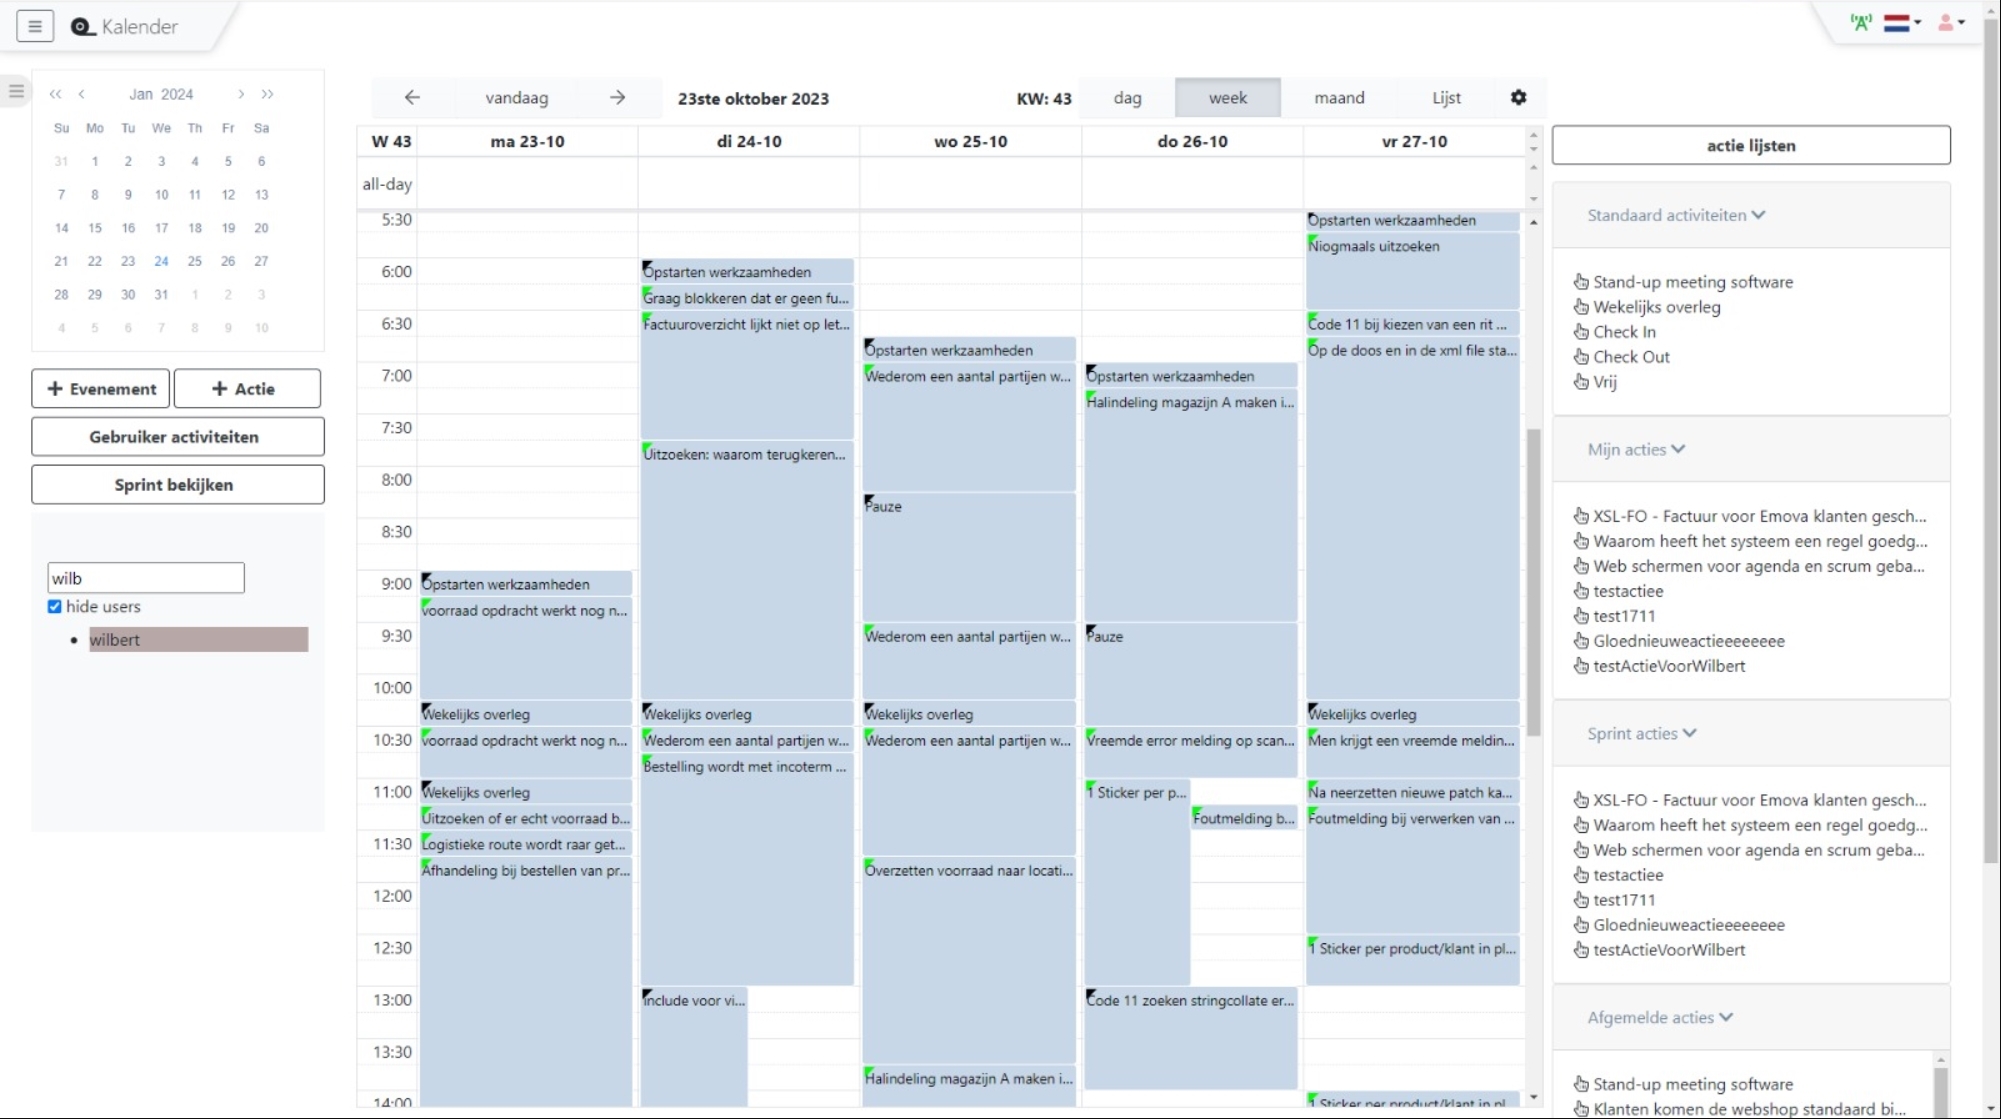 Kalender
Jan 2024
Su Mo Tu We Th Fr Sa
31 1 2 3 4 5 6
7 8 9 10 11 12 13
14 15 16 17 18 19 20
21 22 23 24 25 26 27
28 29 30 31 1 2 3
4 5 6 7 8 9 10
+ Evenement
+ Actie
Gebruiker activiteiten
Sprint bekijken
wilb
hide users
wilbert
vandaag
23ste oktober 2023
KW: 43
dag
week
maand
Lijst
W 43
ma 23-10
di 24-10
wo 25-10
do 26-10
vr 27-10
all-day
5:30
6:00
6:30
7:00
7:30
8:00
8:30
9:00
9:30
10:00
10:30
11:00
11:30
12:00
12:30
13:00
13:30
14:00
Opstarten werkzaamheden
voorraad opdracht werkt nog n...
Wekelijks overleg
voorraad opdracht werkt nog n...
Wekelijks overleg
Uitzoeken of er echt voorraad b...
Logistieke route wordt raar get...
Afhandeling bij bestellen van pr...
Opstarten werkzaamheden
Graag blokkeren dat er geen fu...
Factuuroverzicht lijkt niet op let...
Uitzoeken: waarom terugkeren...
Wekelijks overleg
Wederom een aantal partijen w...
Bestelling wordt met incoterm ...
Include voor vi...
Opstarten werkzaamheden
Wederom een aantal partijen w...
Pauze
Wederom een aantal partijen w...
Wekelijks overleg
Wederom een aantal partijen w...
Overzetten voorraad naar locati...
Halindeling magazijn A maken i...
Opstarten werkzaamheden
Halindeling magazijn A maken i...
Pauze
Vreemde error melding op scan...
1 Sticker per p...
Foutmelding b...
Code 11 zoeken stringcollate er...
Opstarten werkzaamheden
Niogmaals uitzoeken
Code 11 bij kiezen van een rit ...
Op de doos en in de xml file sta...
Wekelijks overleg
Men krijgt een vreemde meldin...
Na neerzetten nieuwe patch ka...
Foutmelding bij verwerken van ...
1 Sticker per product/klant in pl...
1 Sticker per product/klant in pl...
actie lijsten
Standaard activiteiten
Stand-up meeting software
Wekelijks overleg
Check In
Check Out
Vrij
Mijn acties
XSL-FO - Factuur voor Emova klanten gesch...
Waarom heeft het systeem een regel goedg...
Web schermen voor agenda en scrum geba...
testactiee
test1711
Gloednieuweactieeeeeeee
testActieVoorWilbert
Sprint acties
XSL-FO - Factuur voor Emova klanten gesch...
Waarom heeft het systeem een regel goedg...
Web schermen voor agenda en scrum geba...
testactiee
test1711
Gloednieuweactieeeeeeee
testActieVoorWilbert
Afgemelde acties
Stand-up meeting software
Klanten komen de webshop standaard bi...